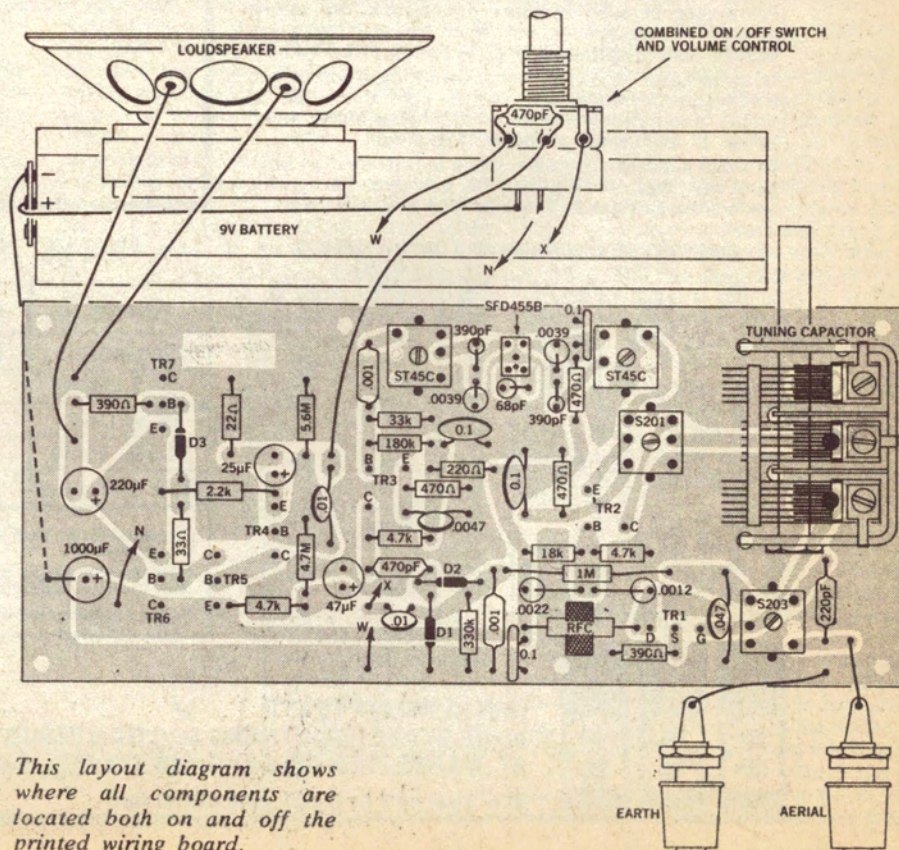 COMBINED ON/OFF SWITCH
AND VOLUME CONTROL
LOUDSPEAKER
470pF
-
+
9V BATTERY
W
N
X
SFD455B
0.1
390pF
.0039
TUNING CAPACITOR
TR7
C
.001
ST45C
ST45C
390Ω
B
22Ω
5.6M
.0039
68pF
470Ω
390pF
E
D3
33k
0.1
S201
25μF
+
180k
B
E
TR3
220Ω
0.1
470Ω
220μF
+
2.2k
470Ω
E
TR2
E
C
.01
.0047
B
C
N
33Ω
TR4
B
4.7M
4.7k
1000μF
E
C
C
18k
4.7k
470pF
D2
1M
+
B
B
TR5
+
X
.0022
.0012
S203
220pF
C
TR6
E
4.7k
47μF
.01
W
D1
330k
.001
RFC
TR1
D
S
G
.047
0.1
390Ω
This layout diagram shows
where all components are
located both on and off the
printed wiring board.
EARTH
AERIAL